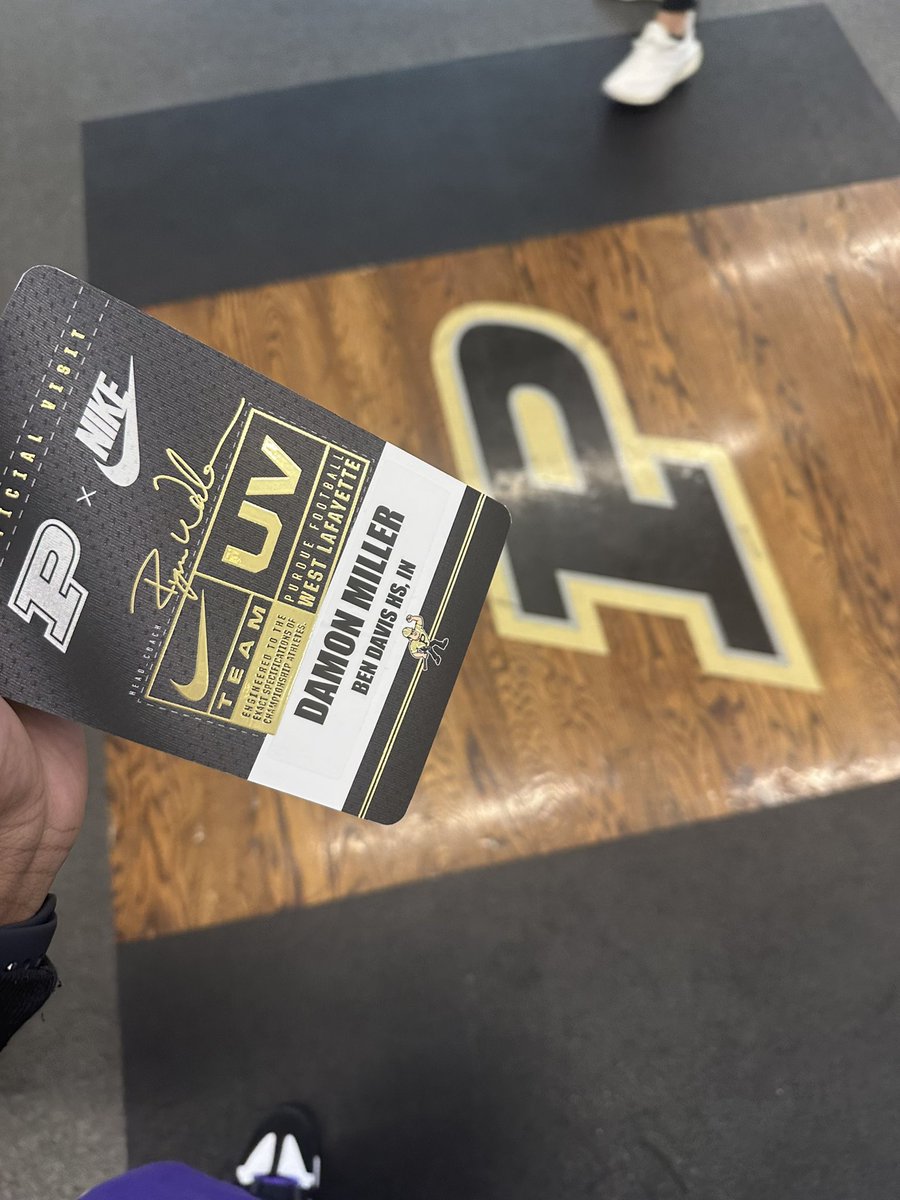 ICIAL VISIT
P × NIKE
HEAD COACH
UV
TEAM
PURDUE FOOTBALL
WEST LAFAYETTE
ENGINEERED TO THE
EXACT SPECIFICATIONS OF
CHAMPIONSHIP ATHLETES.
DAMON MILLER
BEN DAVIS HS, IN
P